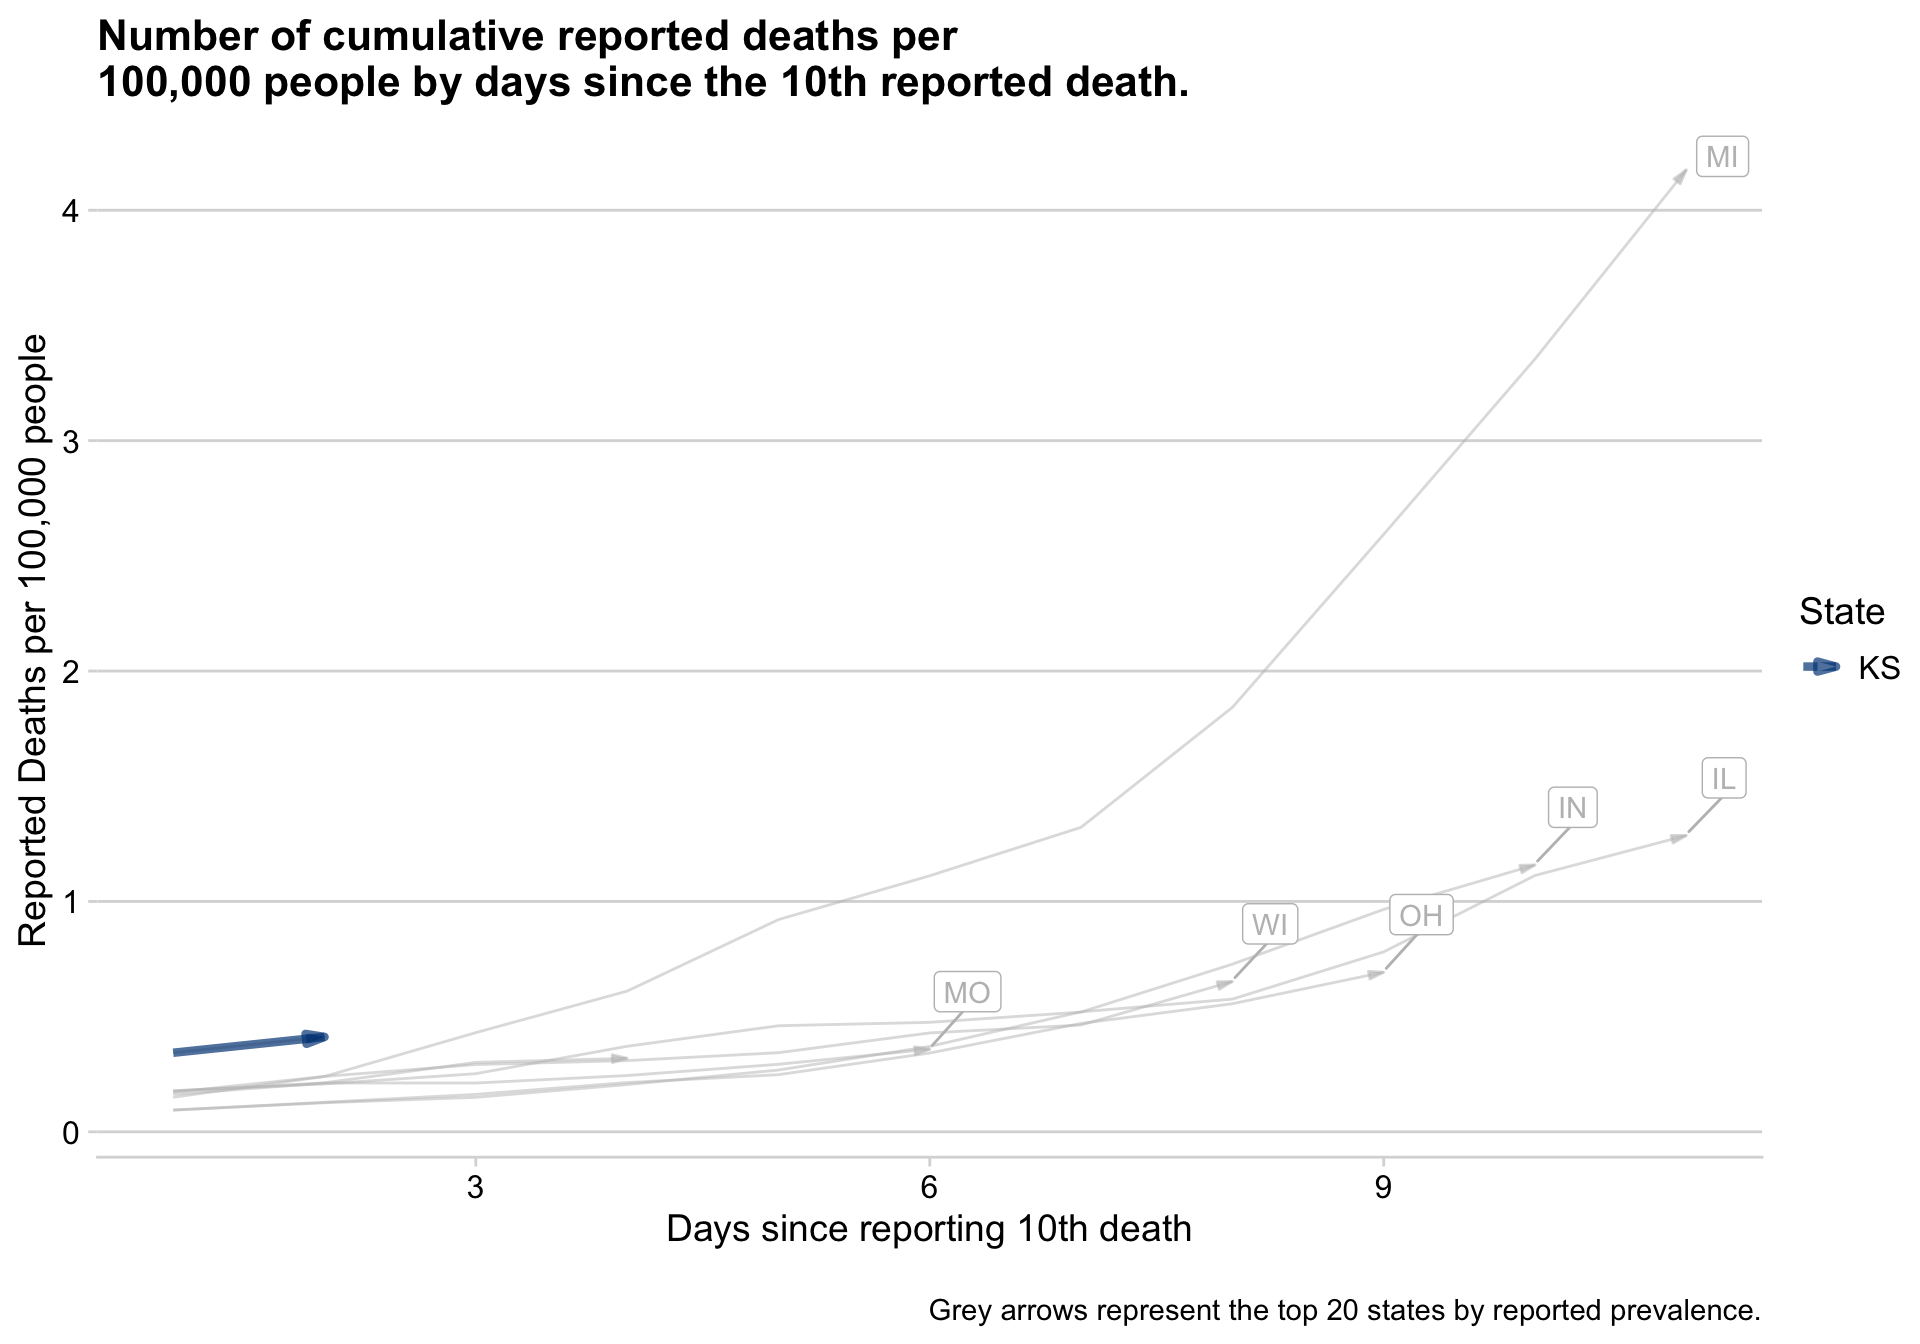 Number of cumulative reported deaths per
100,000 people by days since the 10th reported death.
Reported Deaths per 100,000 people
4
3
2
1
0
MI
IL
IN
OH
WI
MO
State
KS
3
6
9
Days since reporting 10th death
Grey arrows represent the top 20 states by reported prevalence.